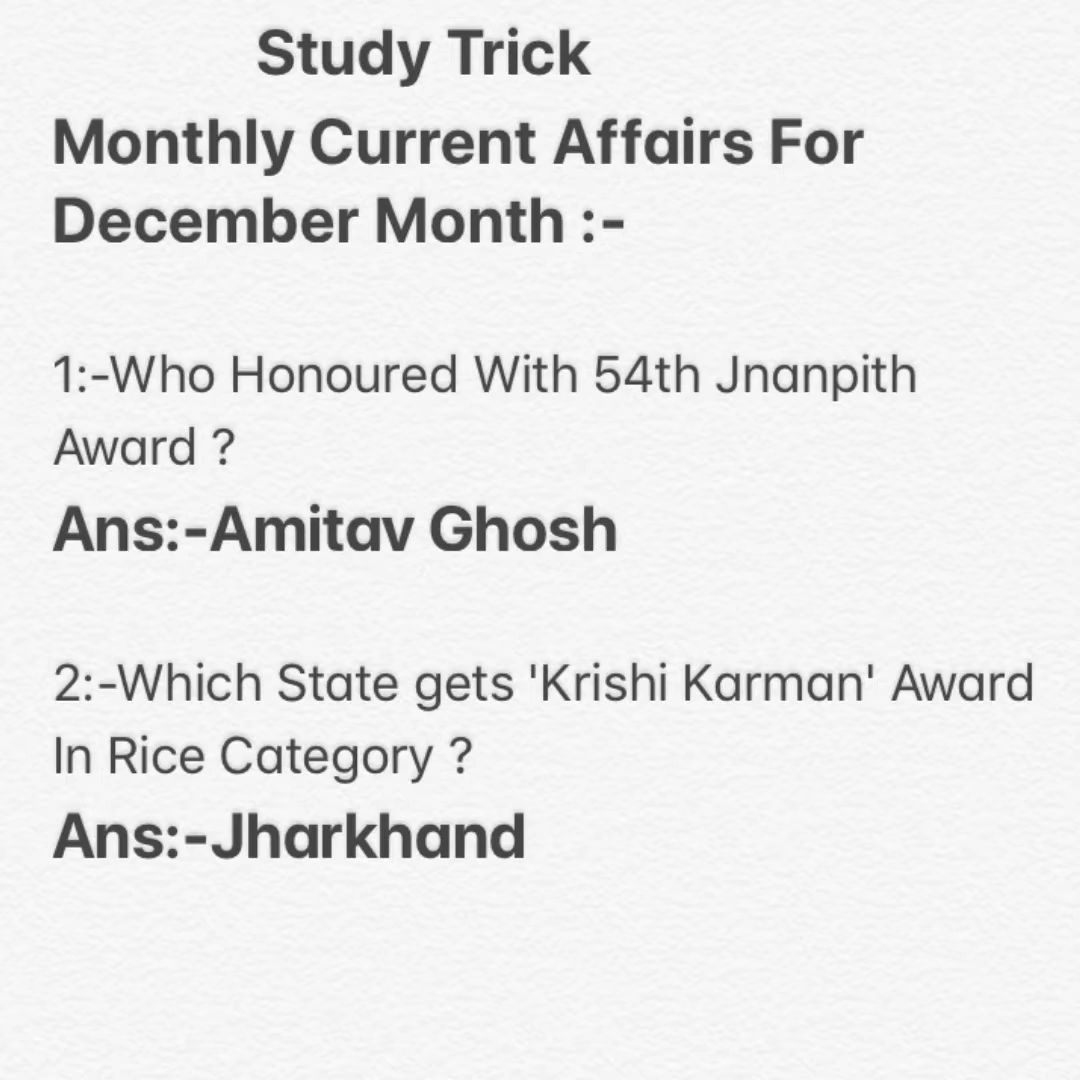 Study Trick
Monthly Current Affairs For
December Month :-
1:-Who Honoured With 54th Jnanpith
Award ?
Ans:-Amitav Ghosh
2:-Which State gets 'Krishi Karman' Award
In Rice Category ?
Ans:-Jharkhand